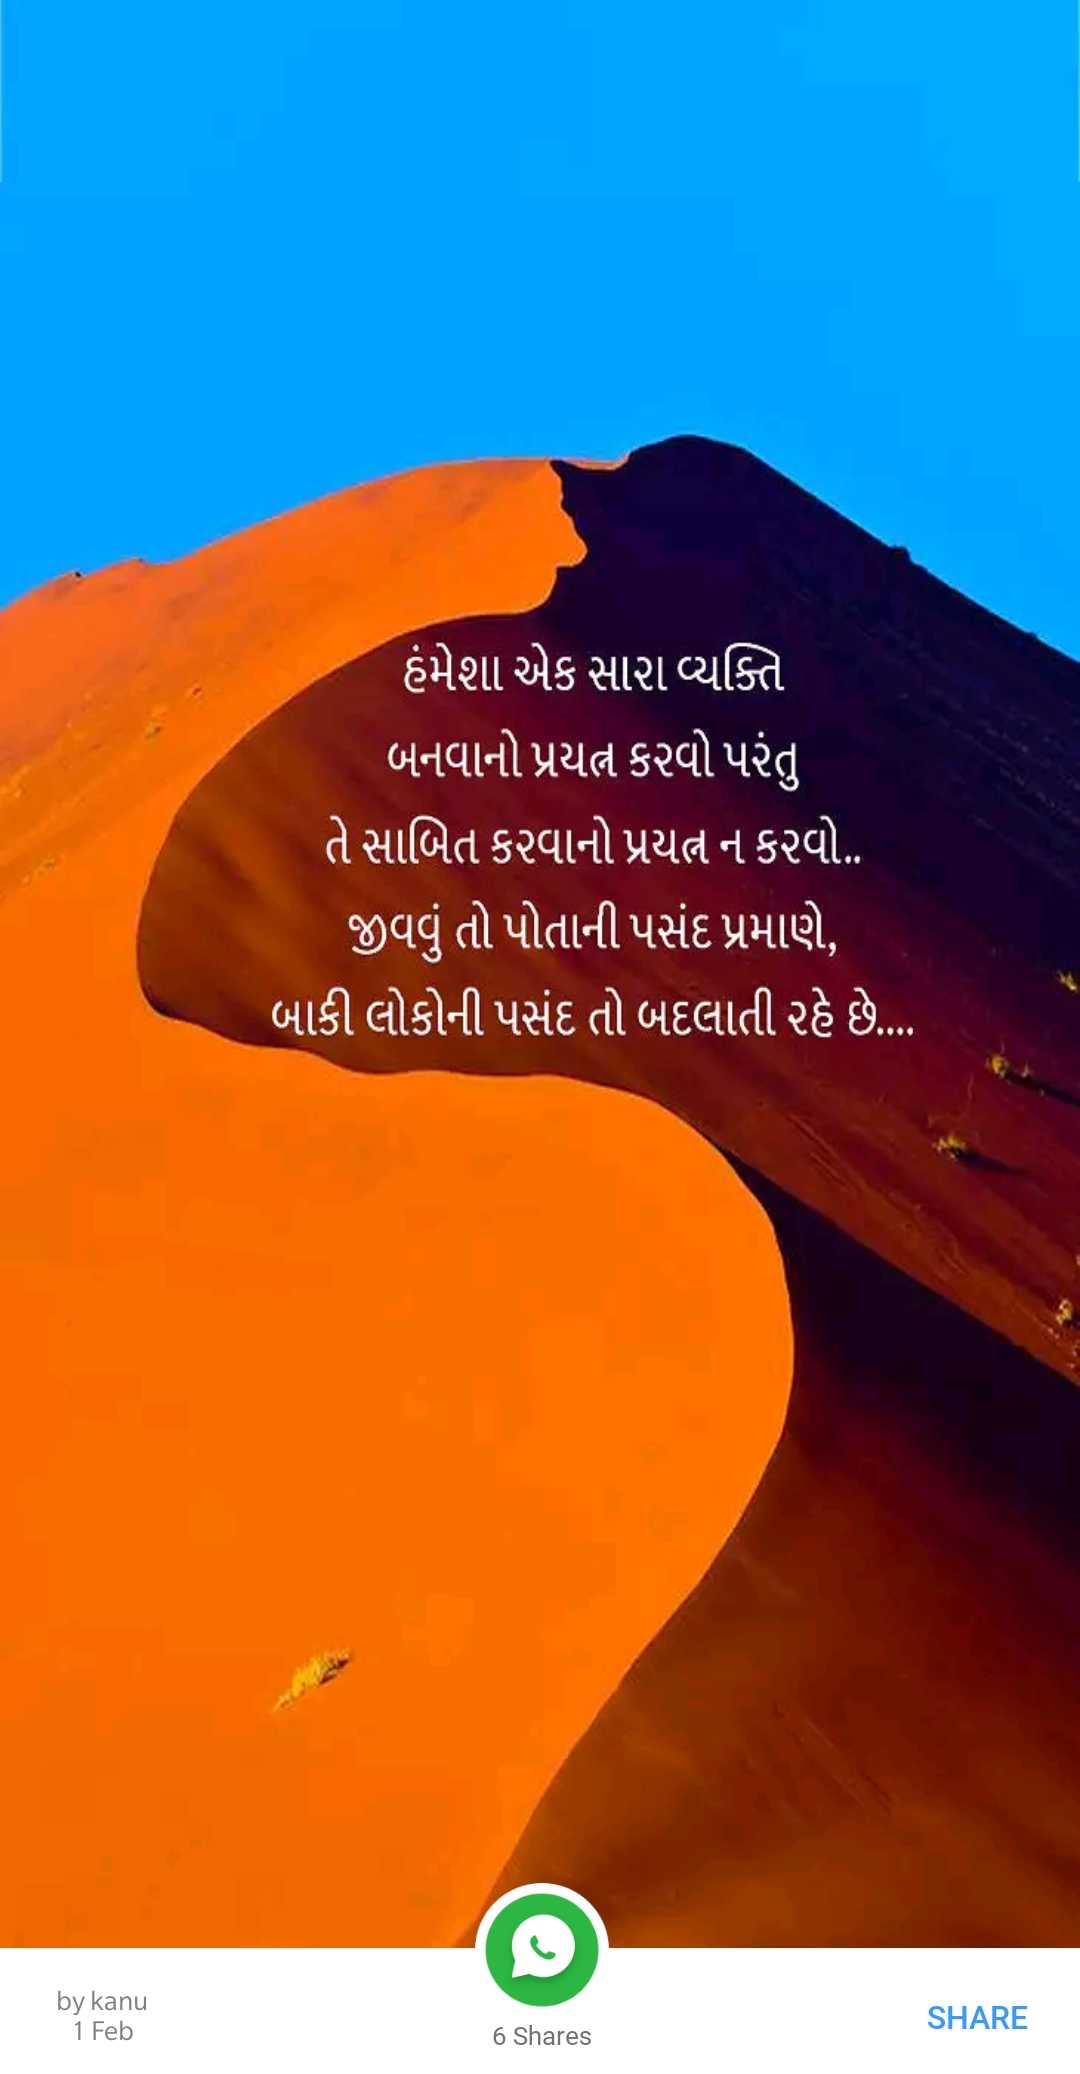 હંમેશા એક સારા વ્યક્તિ
બનવાનો પ્રયત્ન કરવો પરંતુ
તે સાબિત કરવાનો પ્રયત્ન ન કરવો..
જીવવું તો પોતાની પસંદ પ્રમાણે,
બાકી લોકોની પસંદ તો બદલાતી રહે છે....
by kanu
1 Feb
6 Shares
SHARE